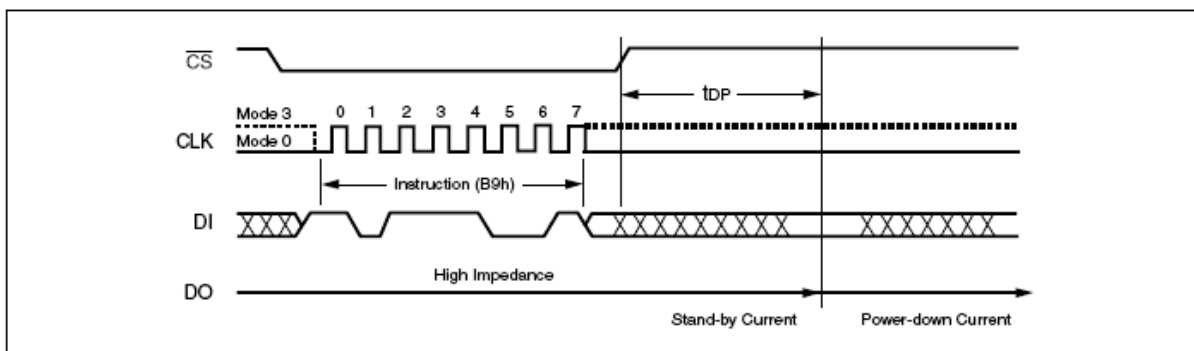 CS
tDP
Mode 3 0 1 2 3 4 5 6 7
CLK
Mode 0
Instruction (B9h)
DI
High Impedance
DO
Stand-by Current Power-down Current